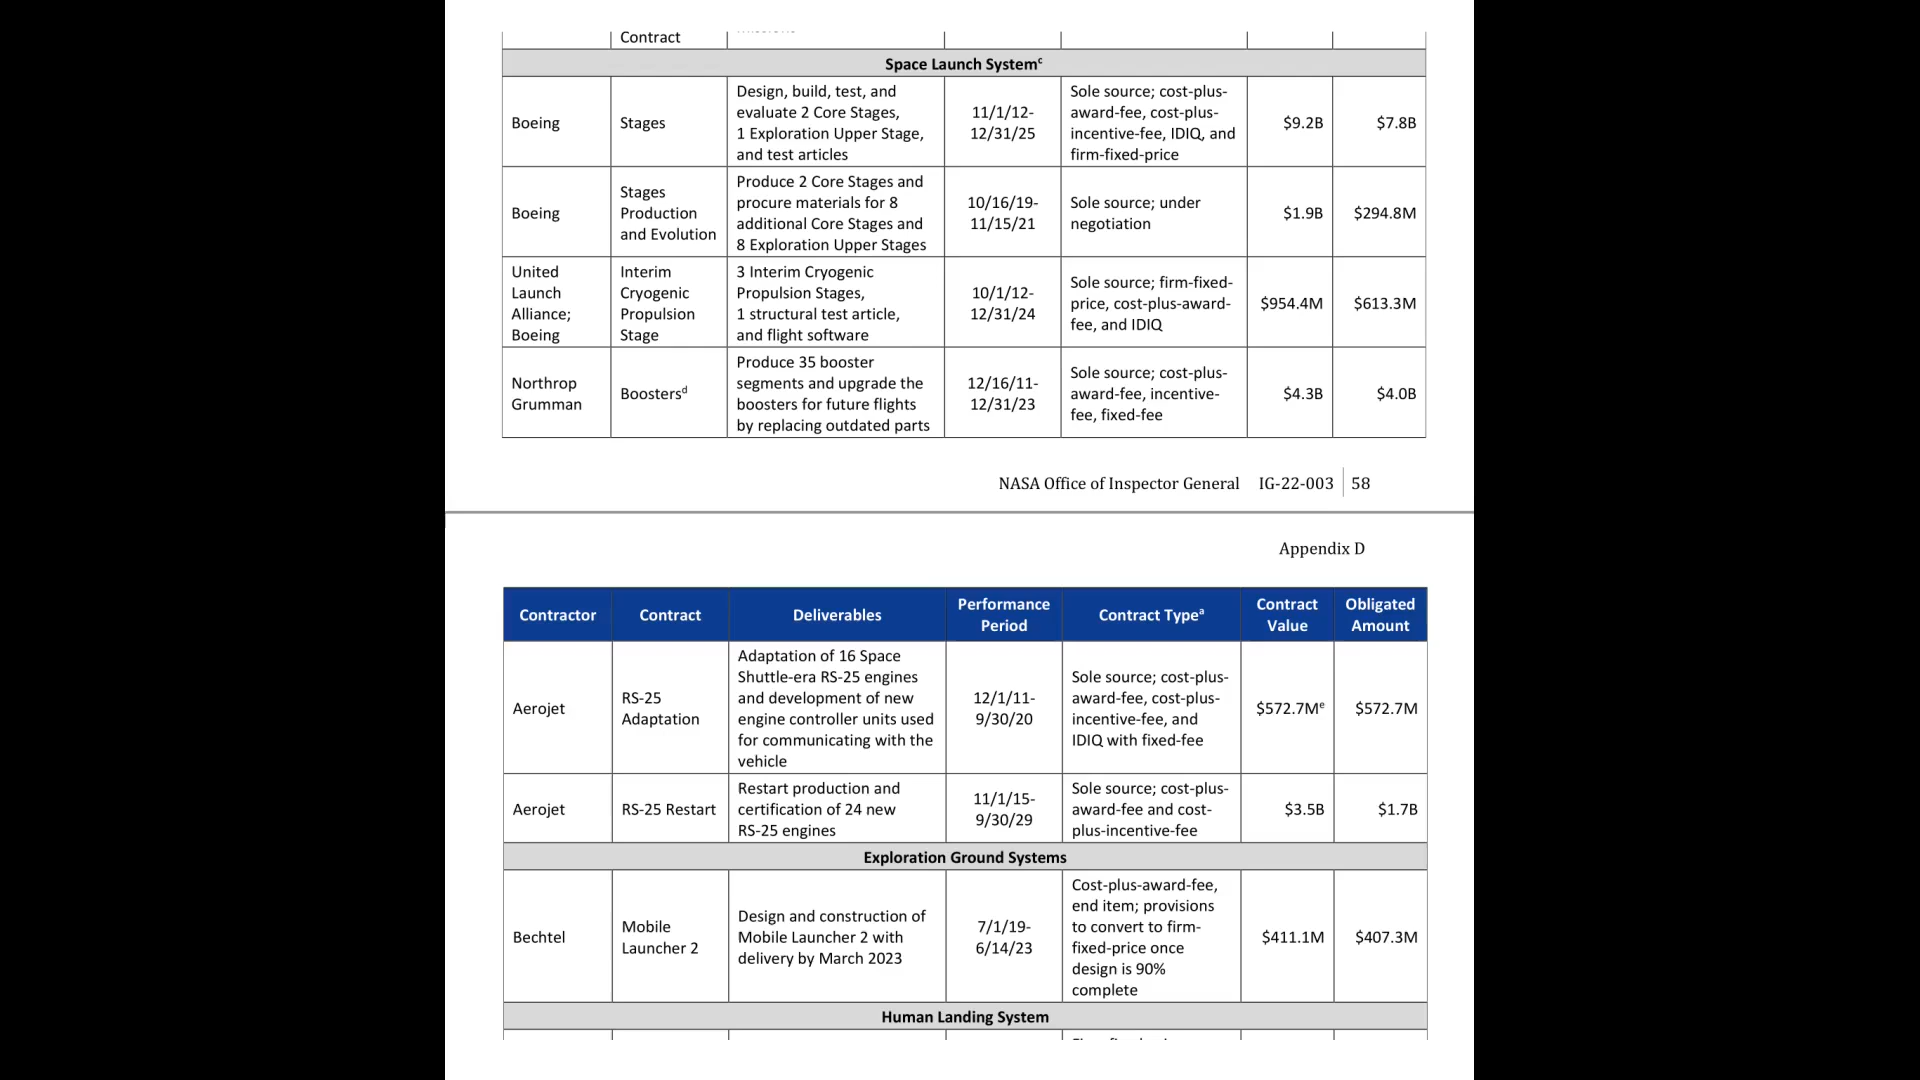 Contract
Space Launch Systemᶜ
Boeing
Stages
Design, build, test, and
evaluate 2 Core Stages,
1 Exploration Upper Stage,
and test articles
11/1/12-
12/31/25
Sole source; cost-plus-
award-fee, cost-plus-
incentive-fee, IDIQ, and
firm-fixed-price
$9.2B
$7.8B
Boeing
Stages
Production
and Evolution
Produce 2 Core Stages and
procure materials for 8
additional Core Stages and
8 Exploration Upper Stages
10/16/19-
11/15/21
Sole source; under
negotiation
$1.9B
$294.8M
United
Launch
Alliance;
Boeing
Interim
Cryogenic
Propulsion
Stage
3 Interim Cryogenic
Propulsion Stages,
1 structural test article,
and flight software
10/1/12-
12/31/24
Sole source; firm-fixed-
price, cost-plus-award-
fee, and IDIQ
$954.4M
$613.3M
Northrop
Grumman
Boostersᵈ
Produce 35 booster
segments and upgrade the
boosters for future flights
by replacing outdated parts
12/16/11-
12/31/23
Sole source; cost-plus-
award-fee, incentive-
fee, fixed-fee
$4.3B
$4.0B
NASA Office of Inspector General IG-22-003 58
Appendix D
Contractor
Contract
Deliverables
Performance
Period
Contract Typeᵃ
Contract
Value
Obligated
Amount
Aerojet
RS-25
Adaptation
Adaptation of 16 Space
Shuttle-era RS-25 engines
and development of new
engine controller units used
for communicating with the
vehicle
12/1/11-
9/30/20
Sole source; cost-plus-
award-fee, cost-plus-
incentive-fee, and
IDIQ with fixed-fee
$572.7Mᵉ
$572.7M
Aerojet
RS-25 Restart
Restart production and
certification of 24 new
RS-25 engines
11/1/15-
9/30/29
Sole source; cost-plus-
award-fee and cost-
plus-incentive-fee
$3.5B
$1.7B
Exploration Ground Systems
Bechtel
Mobile
Launcher 2
Design and construction of
Mobile Launcher 2 with
delivery by March 2023
7/1/19-
6/14/23
Cost-plus-award-fee,
end item; provisions
to convert to firm-
fixed-price once
design is 90%
complete
$411.1M
$407.3M
Human Landing System